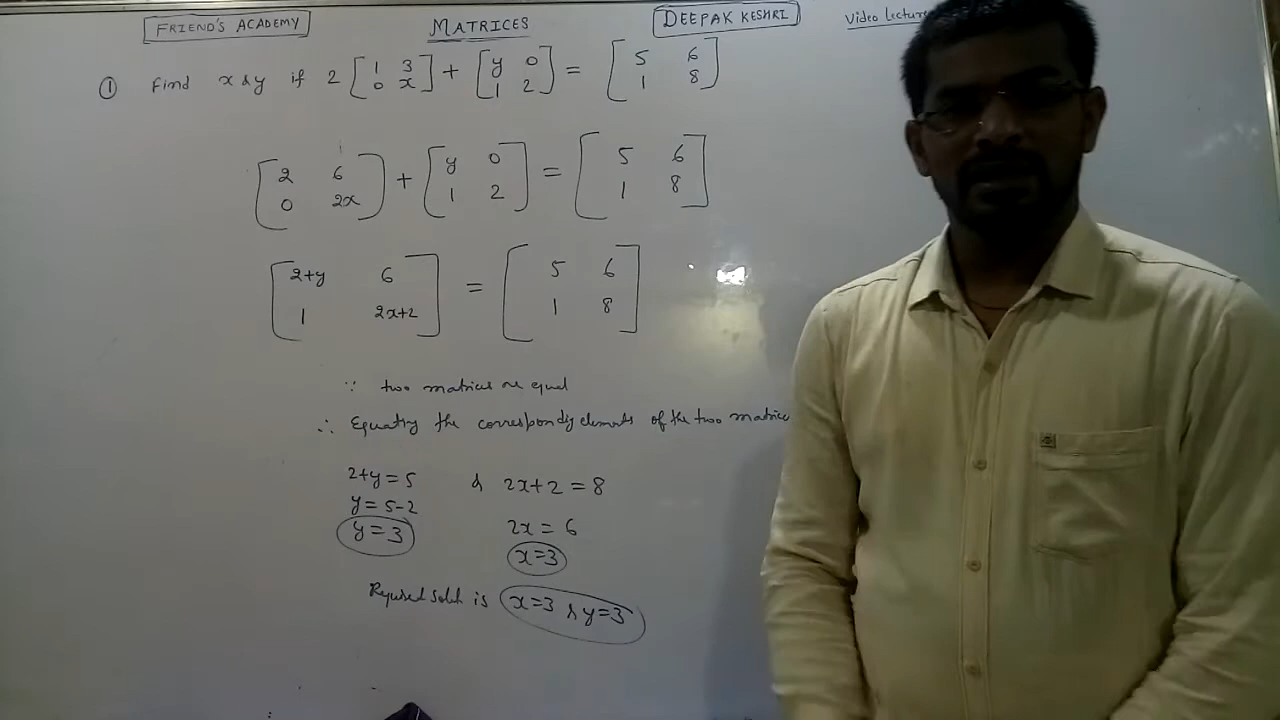 FRIEND'S ACADEMY MATRICES DEEPAK KESHRI Video Lecture
① Find x & y if 2 [1 3; 0 x] + [y 0; 1 2] = [5 6; 1 8]
[2 6; 0 2x] + [y 0; 1 2] = [5 6; 1 8]
[2+y 6; 1 2x+2] = [5 6; 1 8]
∵ two matrices are equal
∴ Equating the corresponding elements of the two matrice
2+y = 5 & 2x+2 = 8
y = 5-2
2x = 6
y = 3
x = 3
Required is x=3 & y=3